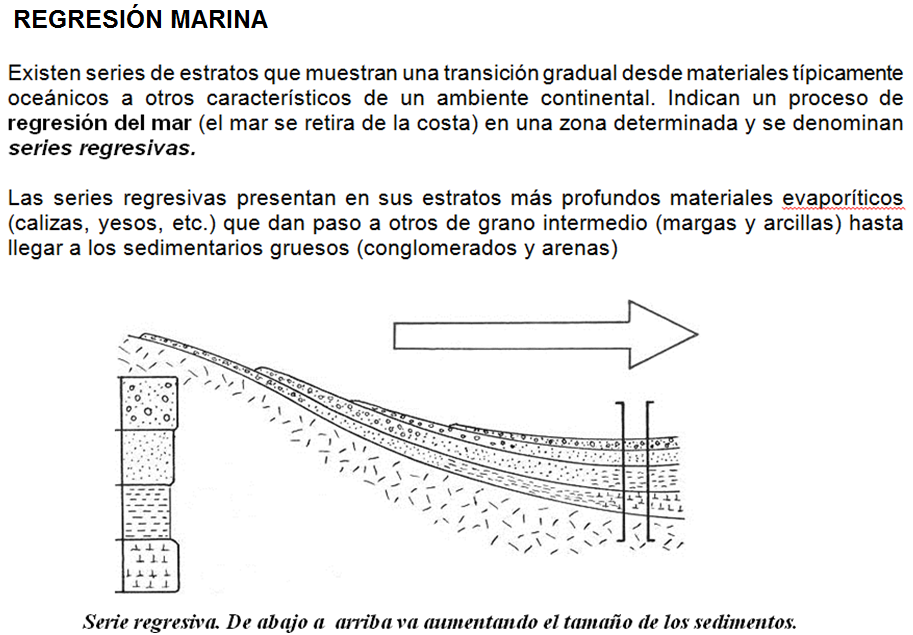 REGRESIÓN MARINA
Existen series de estratos que muestran una transición gradual desde materiales típicamente
oceánicos a otros característicos de un ambiente continental. Indican un proceso de
regresión del mar (el mar se retira de la costa) en una zona determinada y se denominan
series regresivas.
Las series regresivas presentan en sus estratos más profundos materiales evaporíticos
(calizas, yesos, etc.) que dan paso a otros de grano intermedio (margas y arcillas) hasta
llegar a los sedimentarios gruesos (conglomerados y arenas)
Serie regresiva. De abajo a arriba va aumentando el tamaño de los sedimentos.